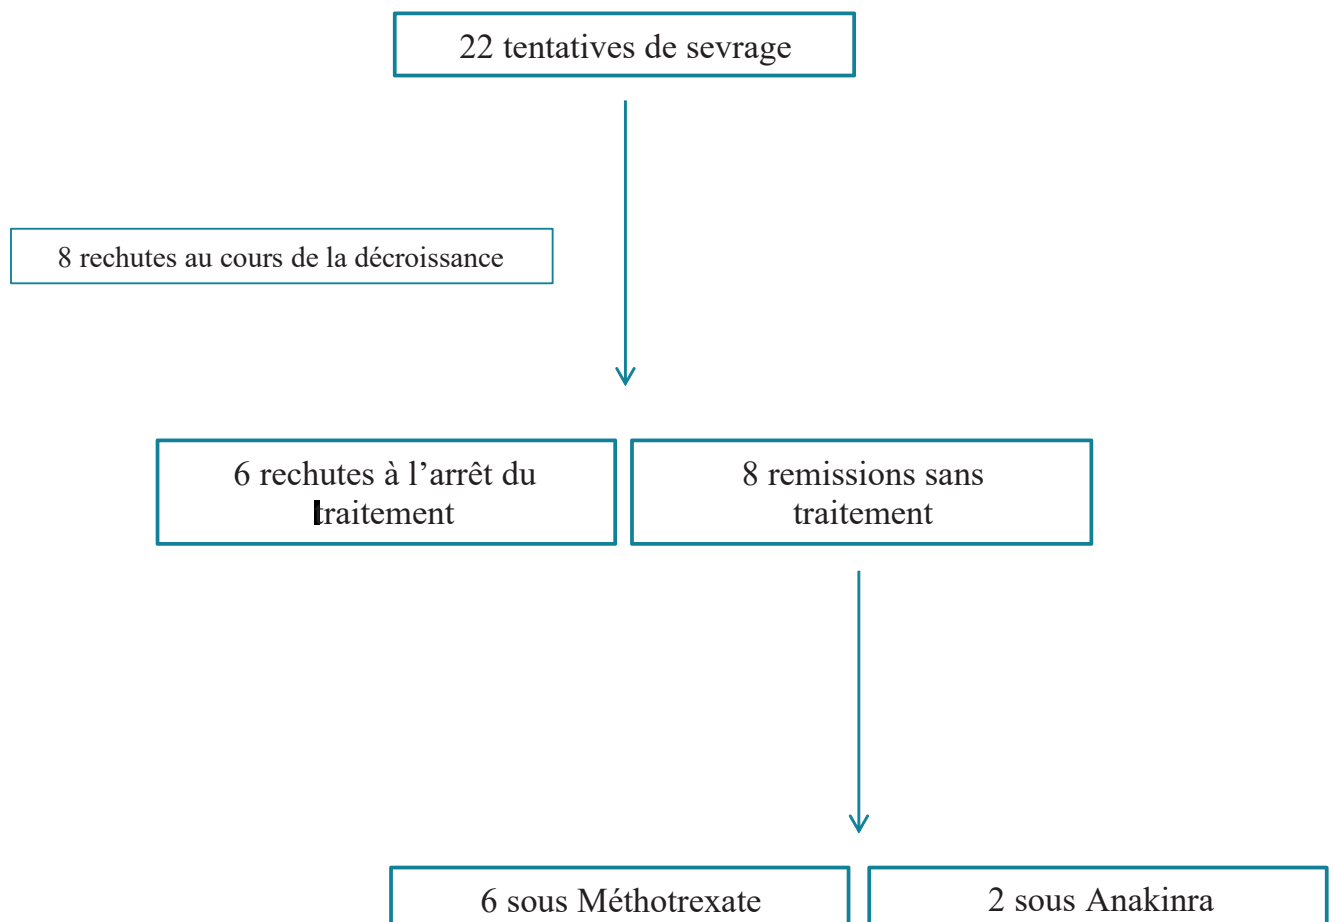 22 tentatives de sevrage
8 rechutes au cours de la décroissance
6 rechutes à l’arrêt du
traitement
8 remissions sans
traitement
6 sous Méthotrexate
2 sous Anakinra